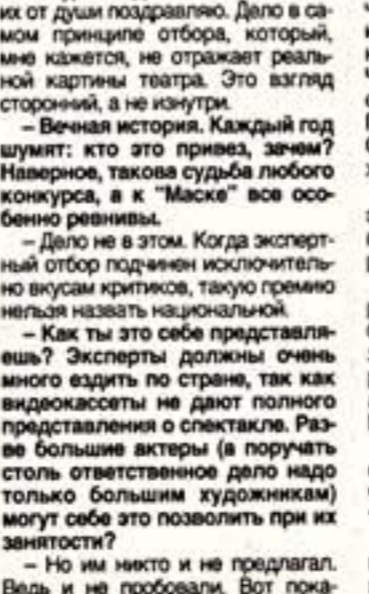 их от души поздравляю. Дело в са-
мом принципе отбора, который,
мне кажется, не отражает реаль-
ной картины театра. Это взгляд
сторонний, а не изнутри.
– Вечная история. Каждый год
шумят: кто это привез, зачем?
Наверное, такова судьба любого
конкурса, а к "Маске" все осо-
бенно ревнивы.
– Дело не в этом. Когда эксперт-
ный отбор подчинен исключитель-
но вкусам критиков, такую премию
нельзя назвать национальной.
– Как ты это себе представля-
ешь? Эксперты должны очень
много ездить по стране, так как
видеокассеты не дают полного
представления о спектакле. Раз-
ве большие актеры (а поручать
столь ответственное дело надо
только большим художникам)
могут себе это позволить при их
занятости?
– Но им никто и не предлагал.
Ведь и не пробовали. Вот пока-